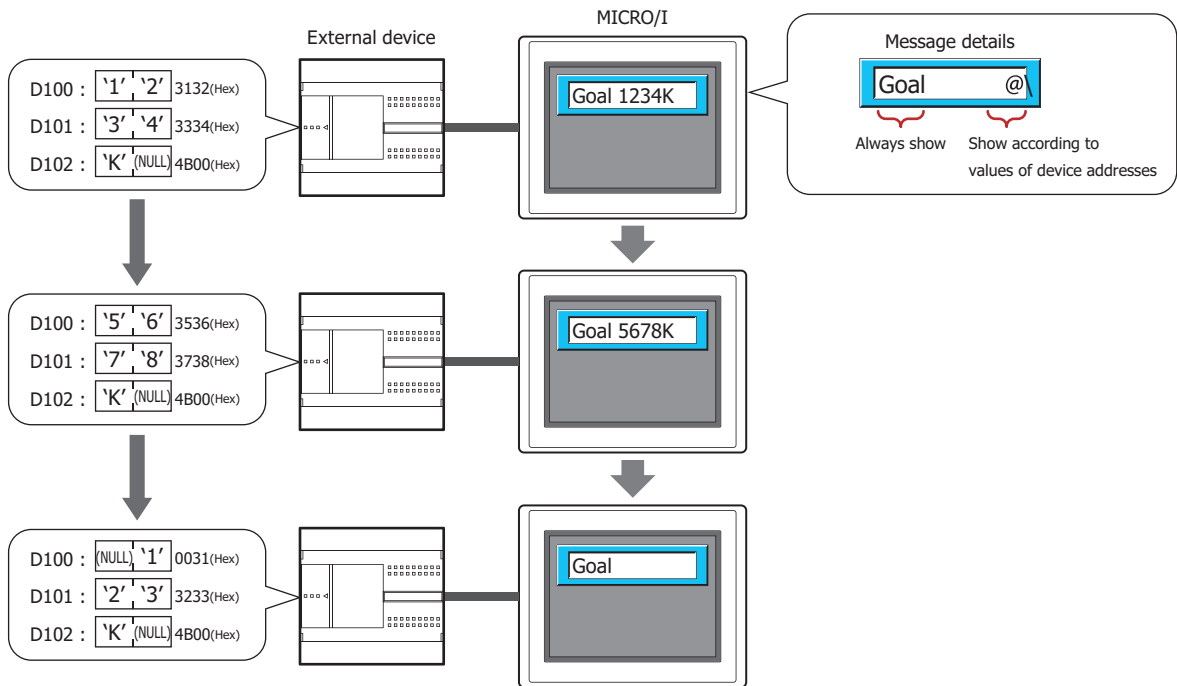 MICRO/I
External device
Message details
D100 : ‘1’ ‘2’ 3132(Hex)
D101 : ‘3’ ‘4’ 3334(Hex)
D102 : ‘K’ (NULL) 4B00(Hex)
Goal 1234K
Goal @\
Always show
Show according to
values of device addresses
D100 : ‘5’ ‘6’ 3536(Hex)
D101 : ‘7’ ‘8’ 3738(Hex)
D102 : ‘K’ (NULL) 4B00(Hex)
Goal 5678K
D100 : (NULL) ‘1’ 0031(Hex)
D101 : ‘2’ ‘3’ 3233(Hex)
D102 : ‘K’ (NULL) 4B00(Hex)
Goal